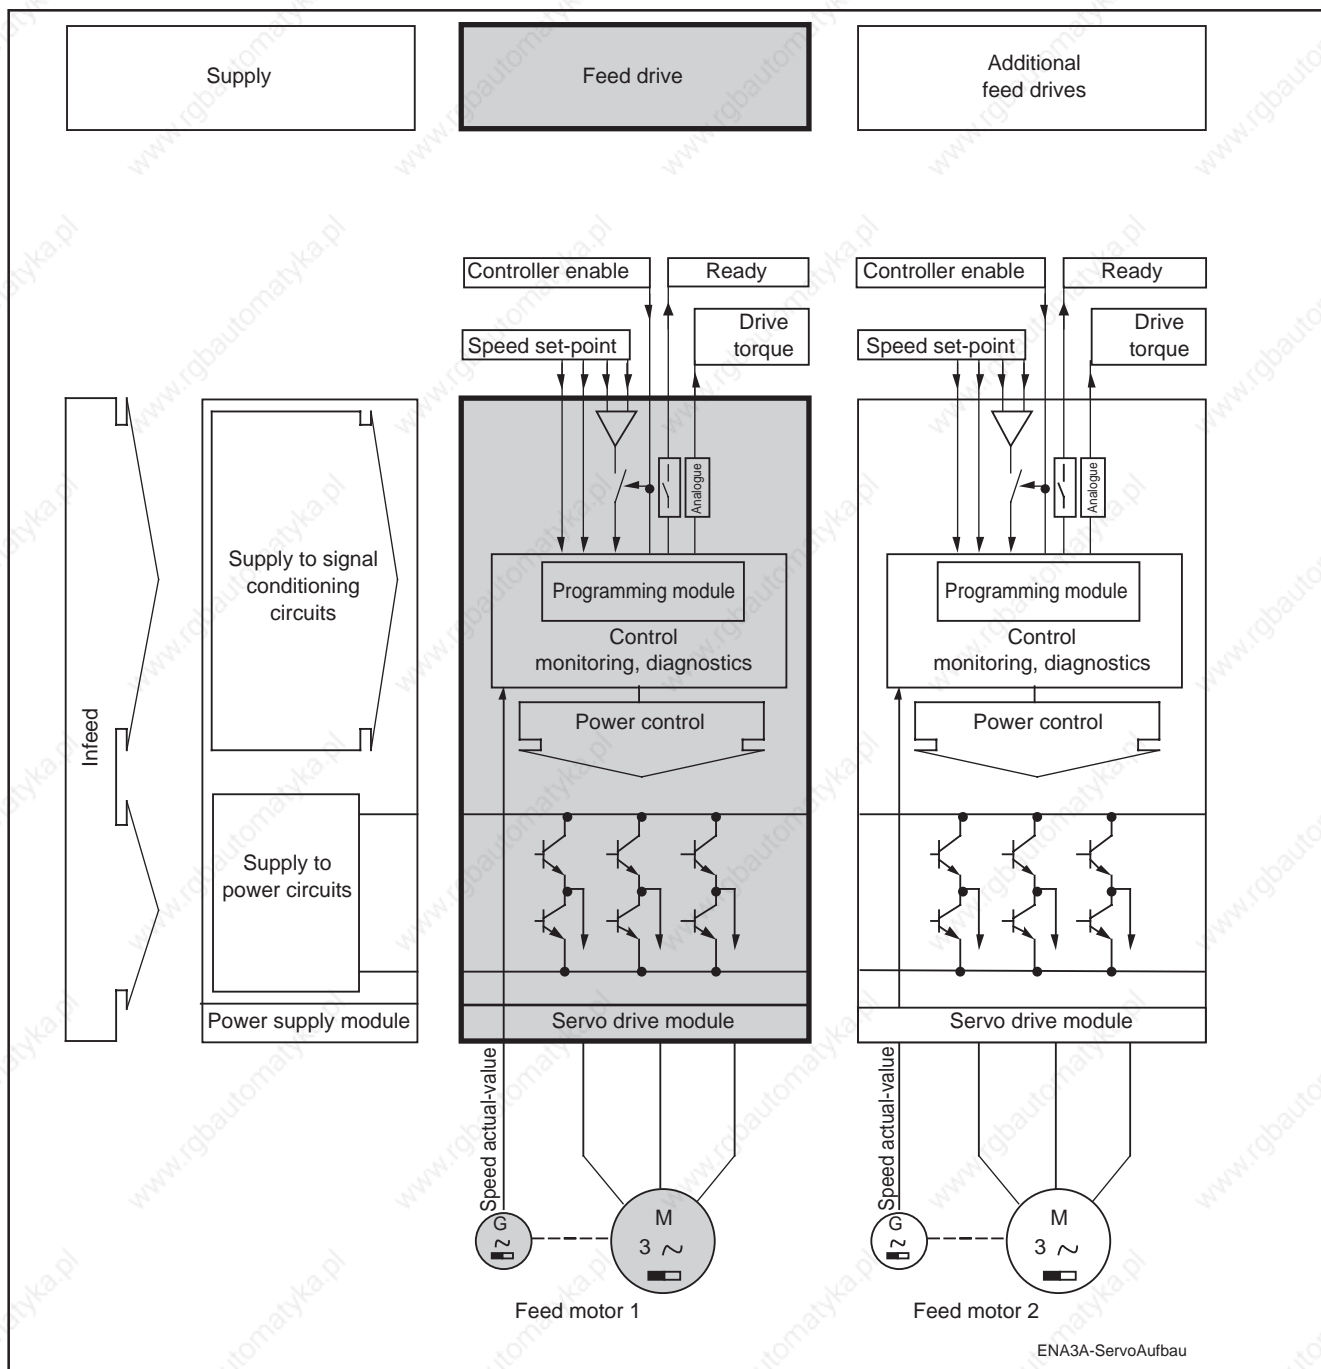 Supply
Feed drive
Additional
feed drives
Controller enable
Ready
Controller enable
Ready
Speed set-point
Drive
torque
Speed set-point
Drive
torque
Analogue
Analogue
Infeed
Supply to signal
conditioning
circuits
Programming module
Control
monitoring, diagnostics
Power control
Programming module
Control
monitoring, diagnostics
Power control
Supply to
power circuits
Power supply module
Servo drive module
Servo drive module
Speed actual-value
Speed actual-value
G
M
3
G
M
3
Feed motor 1
Feed motor 2
ENA3A-ServoAufbau
www.rgbautomatyka.pl